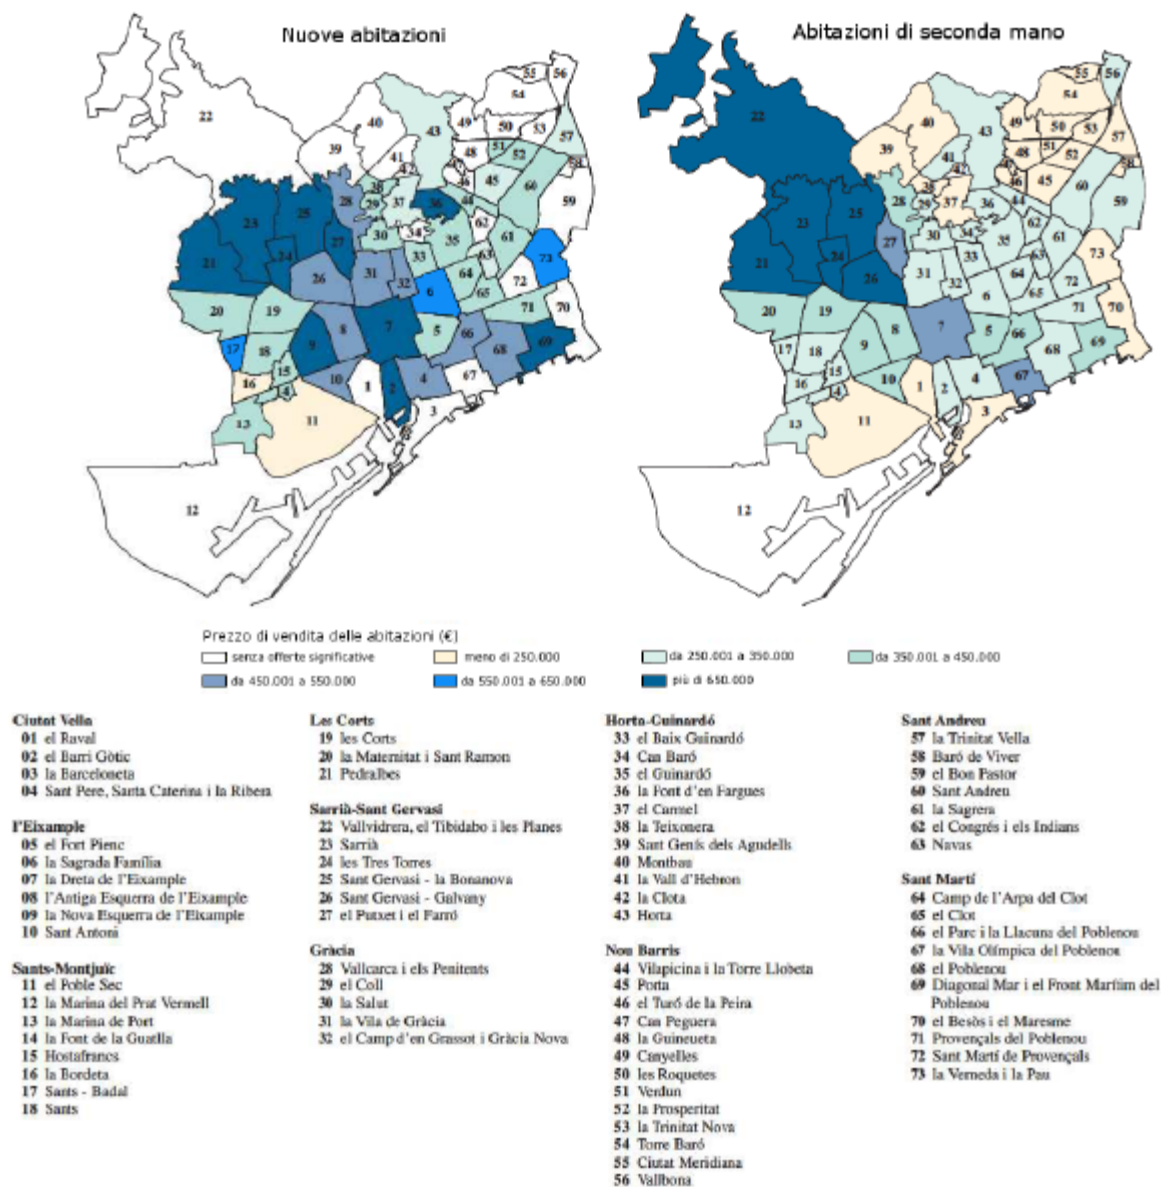 Nuove abitazioni
Abitazioni di seconda mano
Prezzo di vendita delle abitazioni (€)
senza offerte significative
meno di 250.000
da 250.001 a 350.000
da 350.001 a 450.000
da 450.001 a 550.000
da 550.001 a 650.000
più di 650.000
Ciutat Vella
01 el Raval
02 el Barri Gòtic
03 la Barceloneta
04 Sant Pere, Santa Caterina i la Ribera
l'Eixample
05 el Fort Pienc
06 la Sagrada Família
07 la Dreta de l'Eixample
08 l'Antiga Esquerra de l'Eixample
09 la Nova Esquerra de l'Eixample
10 Sant Antoni
Sants-Montjuïc
11 el Poble Sec
12 la Marina del Prat Vermell
13 la Marina de Port
14 la Font de la Guatlla
15 Hostafrancs
16 la Bordeta
17 Sants - Badal
18 Sants
Les Corts
19 les Corts
20 la Maternitat i Sant Ramon
21 Pedralbes
Sarrià-Sant Gervasi
22 Vallvidrera, el Tibidabo i les Planes
23 Sarrià
24 les Tres Torres
25 Sant Gervasi - la Bonanova
26 Sant Gervasi - Galvany
27 el Putxet i el Farró
Gràcia
28 Vallcarca i els Penitents
29 el Coll
30 la Salut
31 la Vila de Gràcia
32 el Camp d'en Grassot i Gràcia Nova
Horta-Guinardó
33 el Baix Guinardó
34 Can Baró
35 el Guinardó
36 la Font d'en Fargues
37 el Carmel
38 la Teixonera
39 Sant Genís dels Agudells
40 Montbau
41 la Vall d'Hebron
42 la Clota
43 Horta
Nou Barris
44 Vilapicina i la Torre Llobeta
45 Porta
46 el Turó de la Peira
47 Can Peguera
48 la Guineueta
49 Canyelles
50 les Roquetes
51 Verdun
52 la Prosperitat
53 la Trinitat Nova
54 Torre Baró
55 Ciutat Meridiana
56 Vallbona
Sant Andreu
57 la Trinitat Vella
58 Baró de Viver
59 el Bon Pastor
60 Sant Andreu
61 la Sagrera
62 el Congrés i els Indians
63 Navas
Sant Martí
64 Camp de l'Arpa del Clot
65 el Clot
66 el Parc i la Llacuna del Poblenou
67 la Vila Olímpica del Poblenou
68 el Poblenou
69 Diagonal Mar i el Front Marítim del
Poblenou
70 el Besòs i el Maresme
71 Provençals del Poblenou
72 Sant Martí de Provençals
73 la Verneda i la Pau